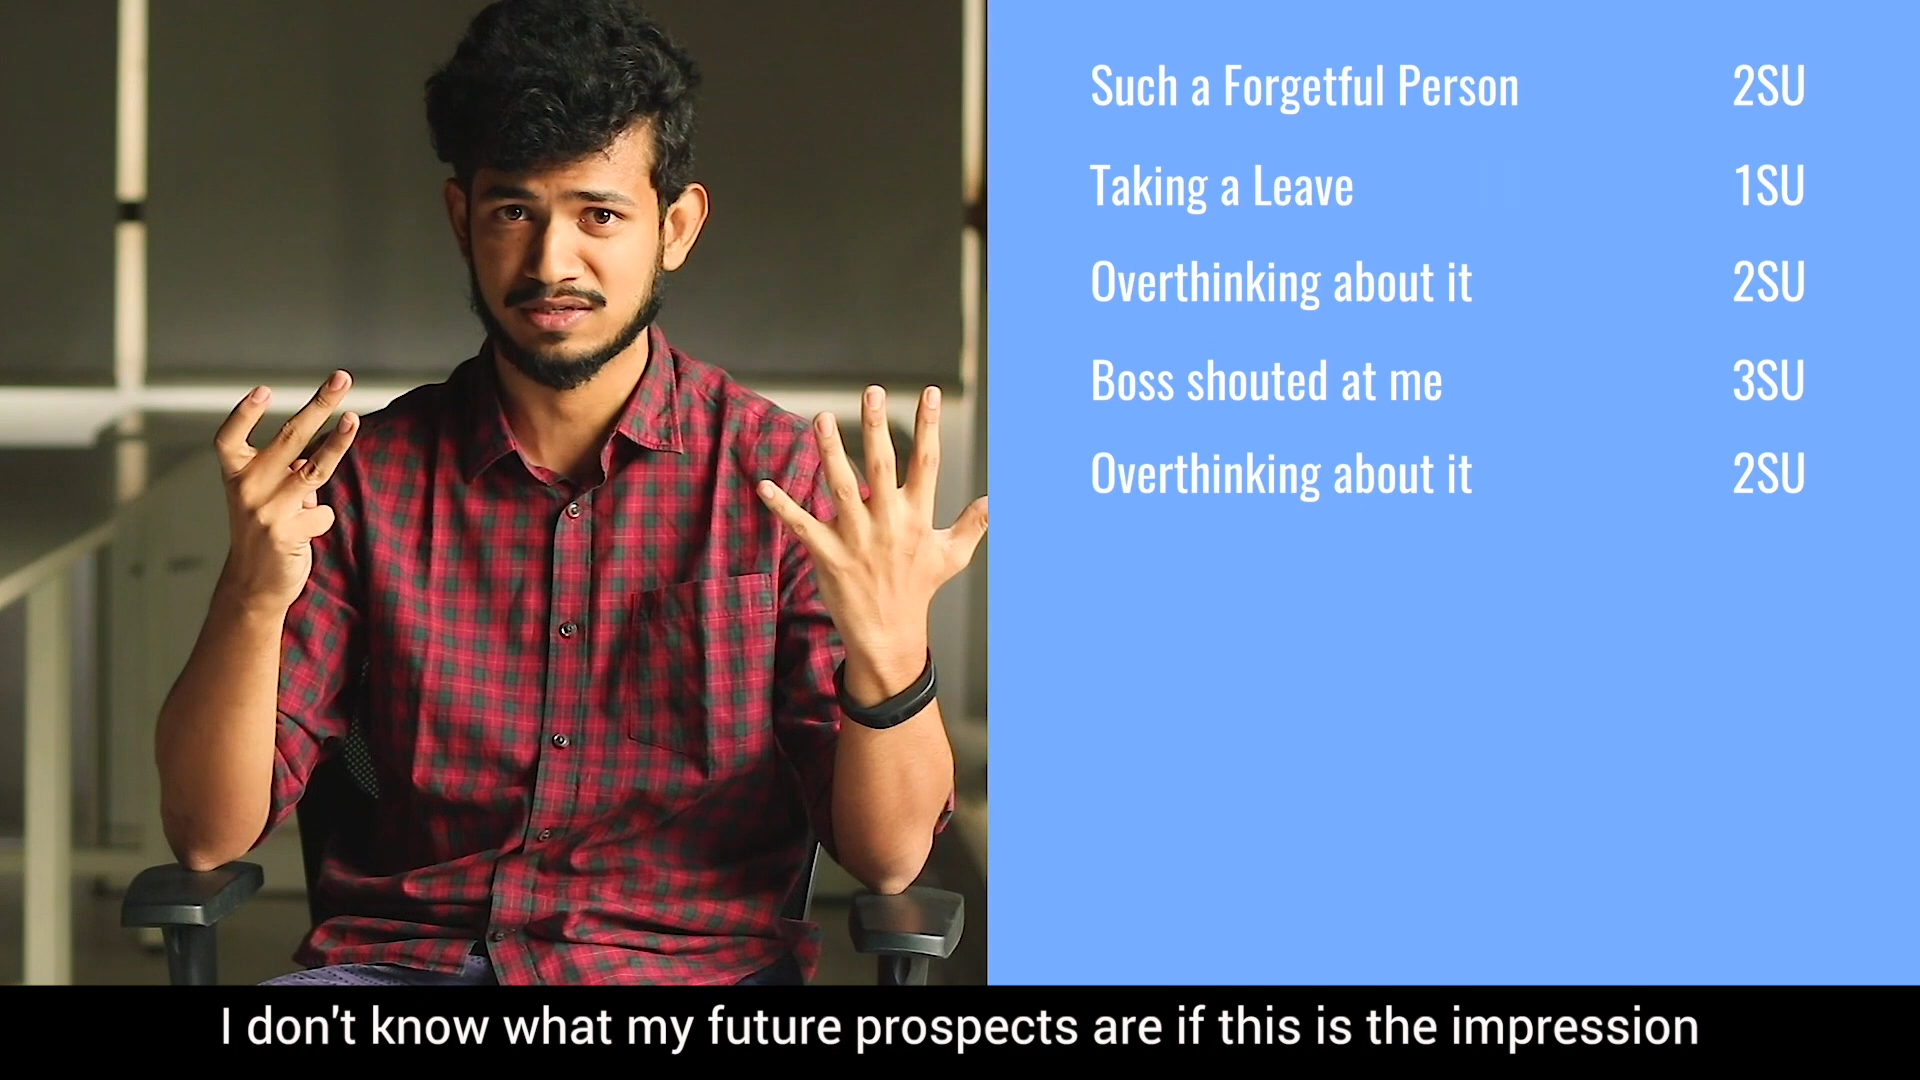 Such a Forgetful Person 2SU
Taking a Leave 1SU
Overthinking about it 2SU
Boss shouted at me 3SU
Overthinking about it 2SU
I don't know what my future prospects are if this is the impression